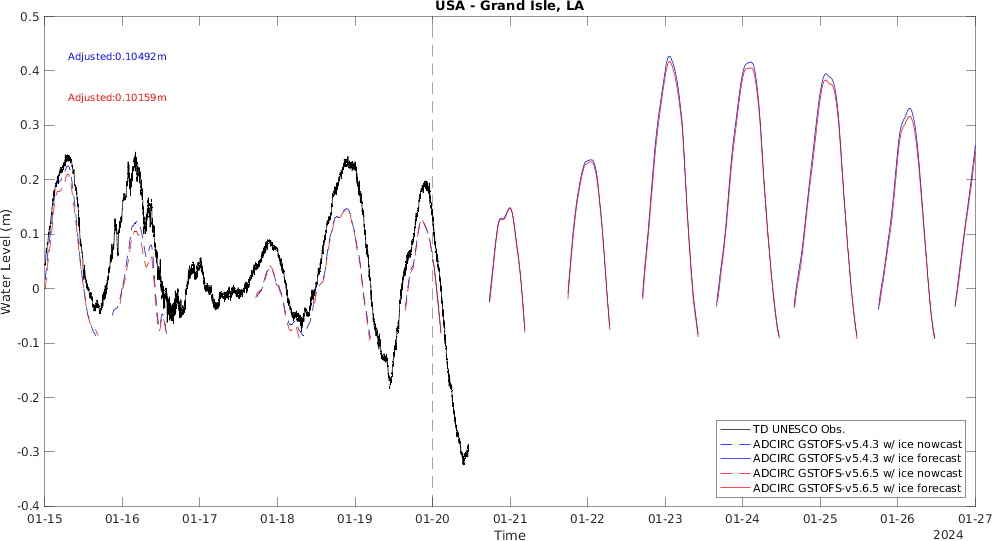 USA - Grand Isle, LA
Adjusted:0.10492m
Adjusted:0.10159m
Water Level (m)
0.5
0.4
0.3
0.2
0.1
0
-0.1
-0.2
-0.3
-0.4
TD UNESCO Obs.
ADCIRC GSTOFS-v5.4.3 w/ ice nowcast
ADCIRC GSTOFS-v5.4.3 w/ ice forecast
ADCIRC GSTOFS-v5.6.5 w/ ice nowcast
ADCIRC GSTOFS-v5.6.5 w/ ice forecast
01-15 01-16 01-17 01-18 01-19 01-20 01-21 01-22 01-23 01-24 01-25 01-26 01-27
Time
2024